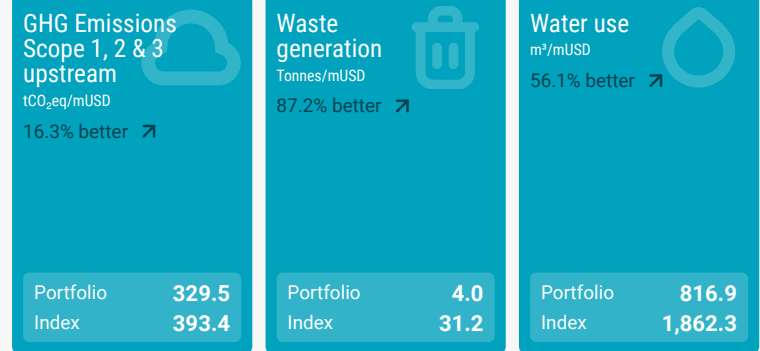 GHG Emissions
Scope 1, 2 & 3
upstream
tCO₂eq/mUSD
16.3% better
Portfolio 329.5
Index 393.4
Waste
generation
Tonnes/mUSD
87.2% better
Portfolio 4.0
Index 31.2
Water use
m³/mUSD
56.1% better
Portfolio 816.9
Index 1,862.3